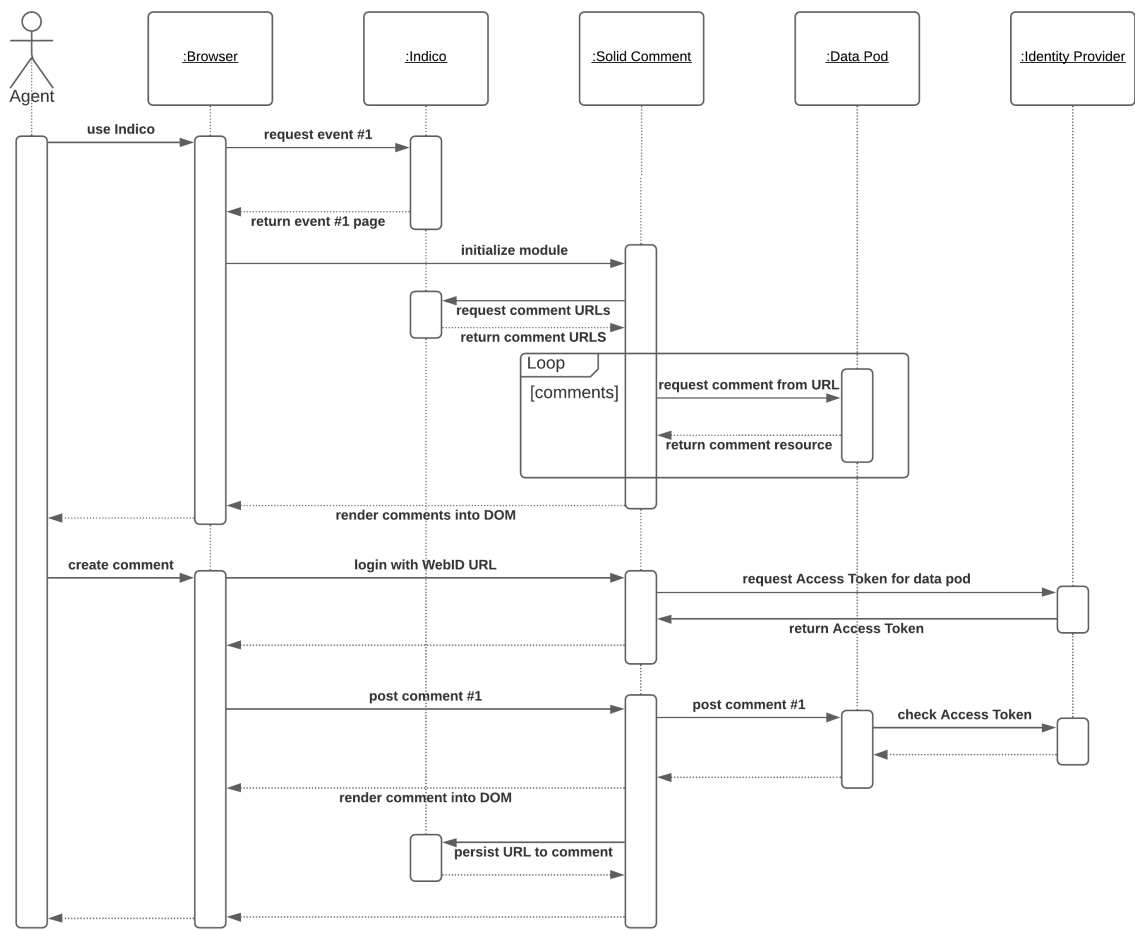 :Browser
:Indico
:Solid Comment
:Data Pod
:Identity Provider
Agent
use Indico
request event #1
return event #1 page
initialize module
request comment URLs
return comment URLS
Loop
[comments]
request comment from URL
return comment resource
render comments into DOM
create comment
login with WebID URL
request Access Token for data pod
return Access Token
post comment #1
post comment #1
check Access Token
render comment into DOM
persist URL to comment